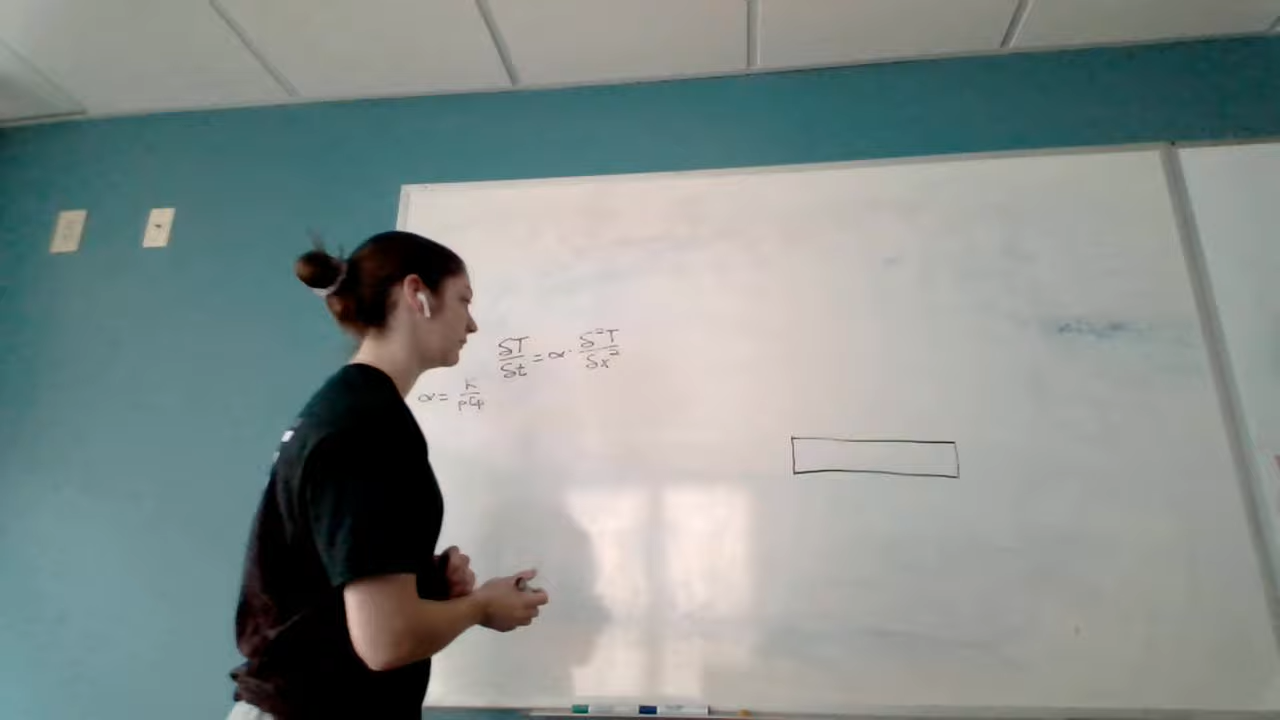 δT/δt = α · δ²T/δx²
α = k/ρCp